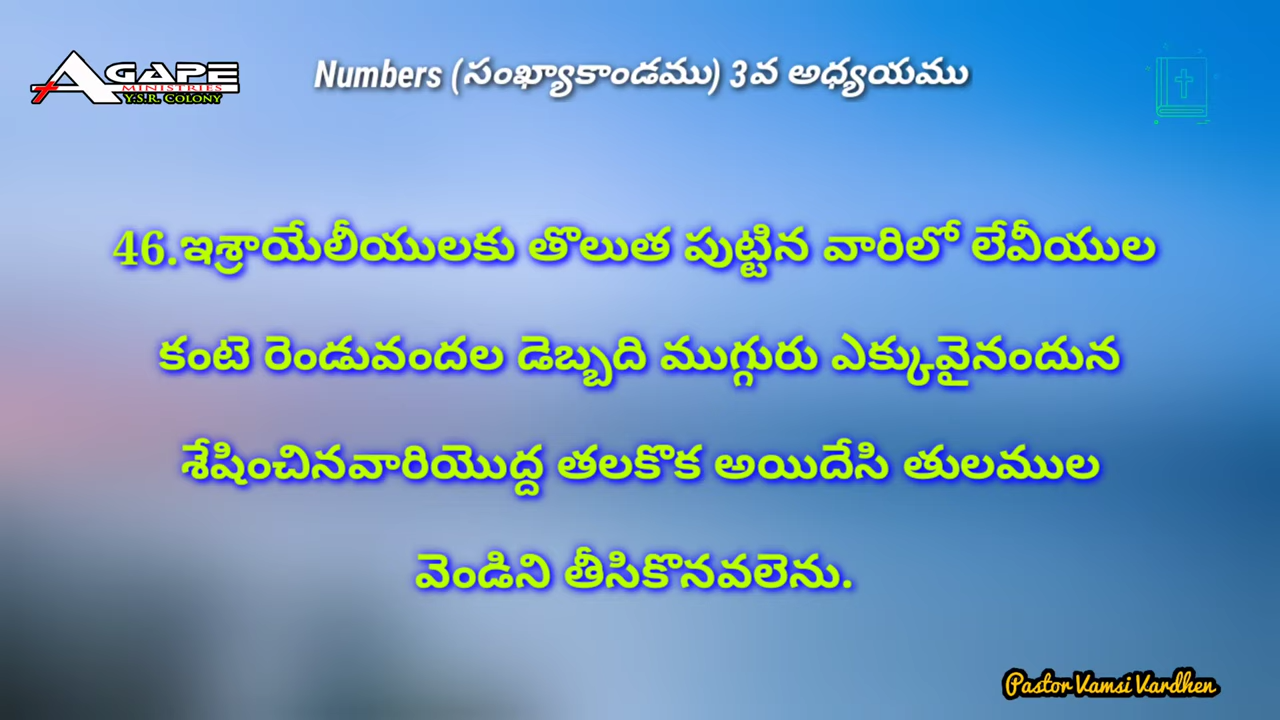 AGAPE
MINISTRIES
Y.S.R. COLONY
Numbers (సంఖ్యాకాండము) 3వ అధ్యయము
46.ఇశ్రాయేలీయులకు తొలుత పుట్టిన వారిలో లేవీయుల
కంటె రెండువందల డెబ్బది ముగ్గురు ఎక్కువైనందున
శేషించినవారియొద్ద తలకొక అయిదేసి తులముల
వెండిని తీసికొనవలెను.
Pastor Vamsi Vardhen